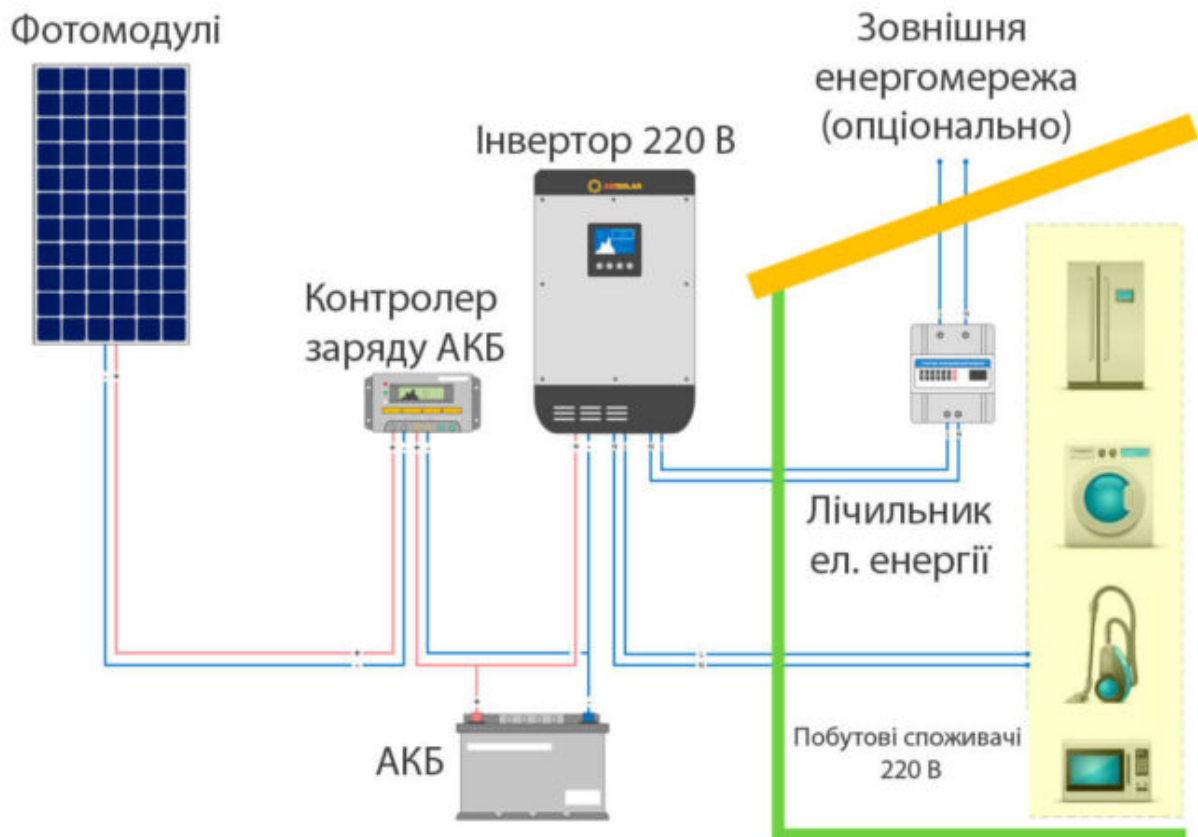 Фотомодулі
Зовнішня
енергомережа
(опціонально)
Інвертор 220 В
Контролер
заряду АКБ
Лічильник
ел. енергії
АКБ
Побутові споживачі
220 В